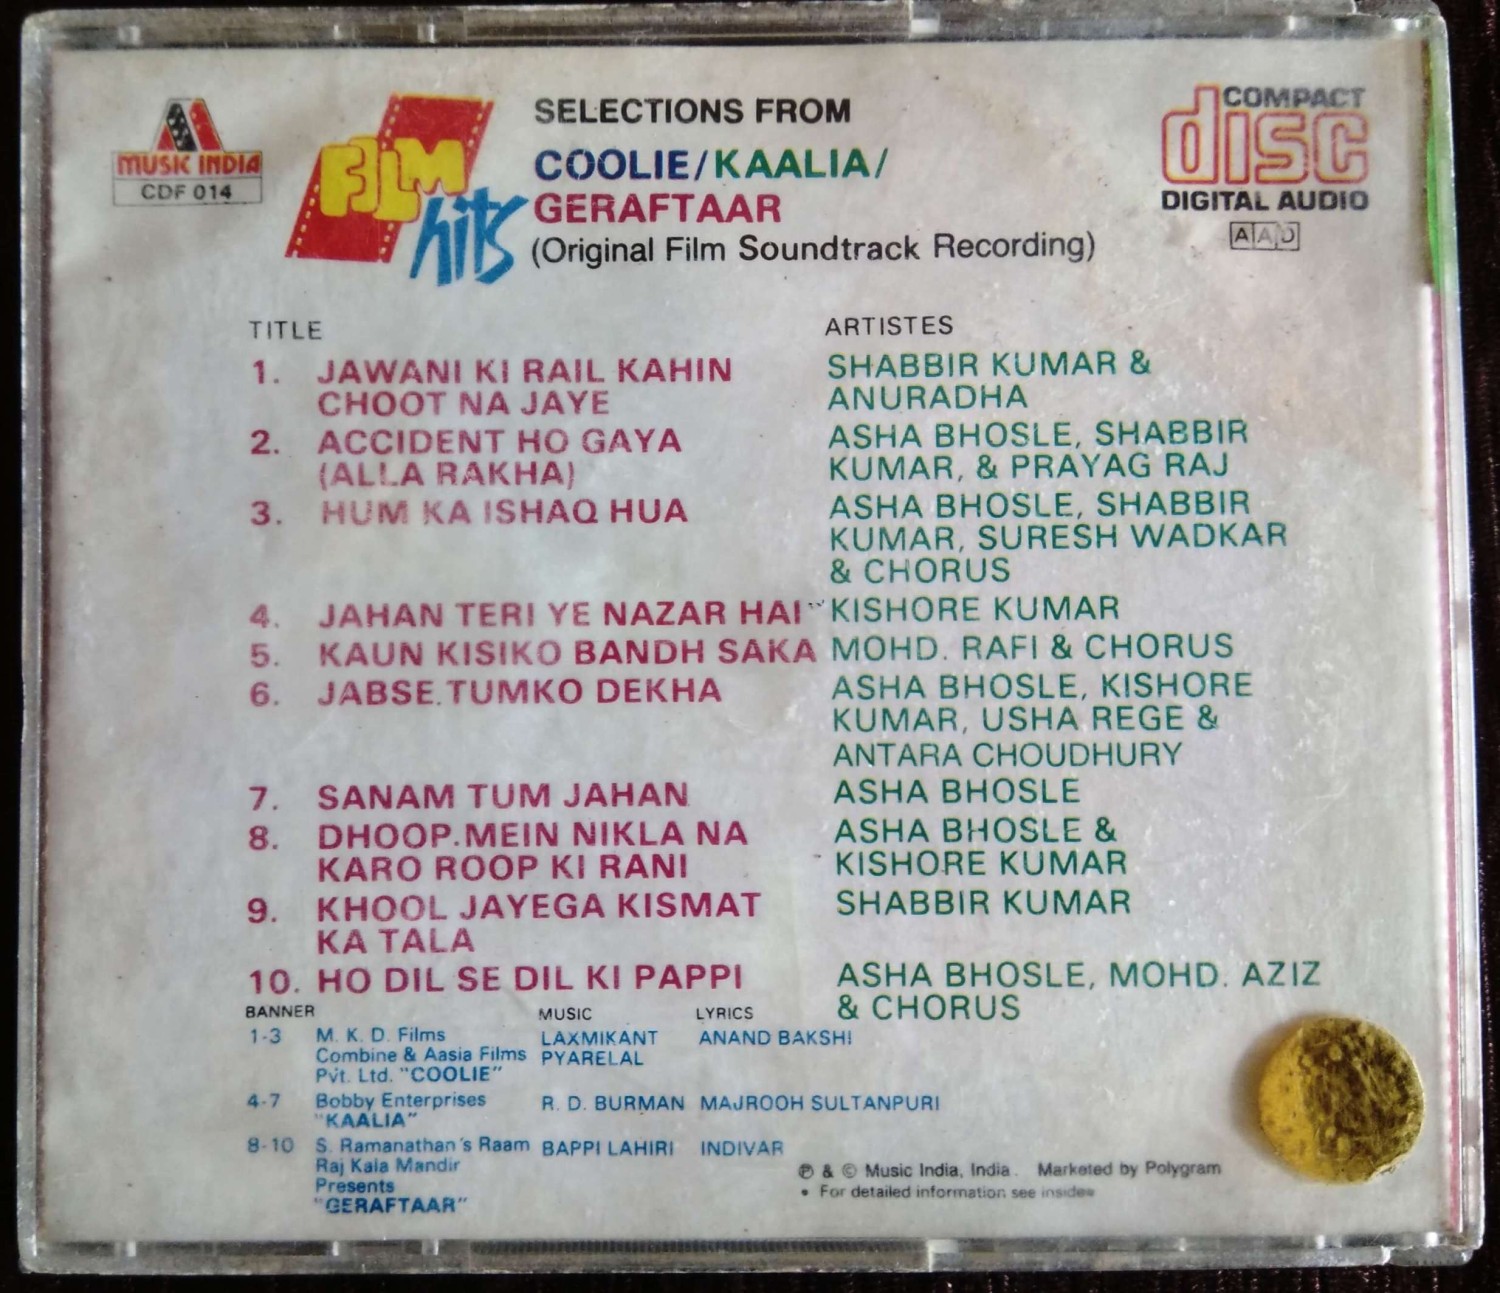 MUSIC INDIA
CDF 014
FILM
hits
SELECTIONS FROM
COOLIE/KAALIA/
GERAFTAAR
(Original Film Soundtrack Recording)
COMPACT
disc
DIGITAL AUDIO
AAD
TITLE ARTISTES
1. JAWANI KI RAIL KAHIN SHABBIR KUMAR &
CHOOT NA JAYE ANURADHA
2. ACCIDENT HO GAYA ASHA BHOSLE, SHABBIR
(ALLA RAKHA) KUMAR, & PRAYAG RAJ
3. HUM KA ISHAQ HUA ASHA BHOSLE, SHABBIR
KUMAR, SURESH WADKAR
& CHORUS
4. JAHAN TERI YE NAZAR HAI KISHORE KUMAR
5. KAUN KISIKO BANDH SAKA MOHD. RAFI & CHORUS
6. JABSE TUMKO DEKHA ASHA BHOSLE, KISHORE
KUMAR, USHA REGE &
ANTARA CHOUDHURY
7. SANAM TUM JAHAN ASHA BHOSLE
8. DHOOP MEIN NIKLA NA ASHA BHOSLE &
KARO ROOP KI RANI KISHORE KUMAR
9. KHOOL JAYEGA KISMAT SHABBIR KUMAR
KA TALA
10. HO DIL SE DIL KI PAPPI ASHA BHOSLE, MOHD. AZIZ
& CHORUS
BANNER MUSIC LYRICS
1-3 M. K. D. Films LAXMIKANT ANAND BAKSHI
Combine & Aasia Films PYARELAL
Pvt. Ltd. "COOLIE"
4-7 Bobby Enterprises R. D. BURMAN MAJROOH SULTANPURI
"KAALIA"
8-10 S. Ramanathan's Raam BAPPI LAHIRI INDIVAR
Raj Kala Mandir
Presents
"GERAFTAAR"
℗ & © Music India, India. Marketed by Polygram
• For detailed information see inside